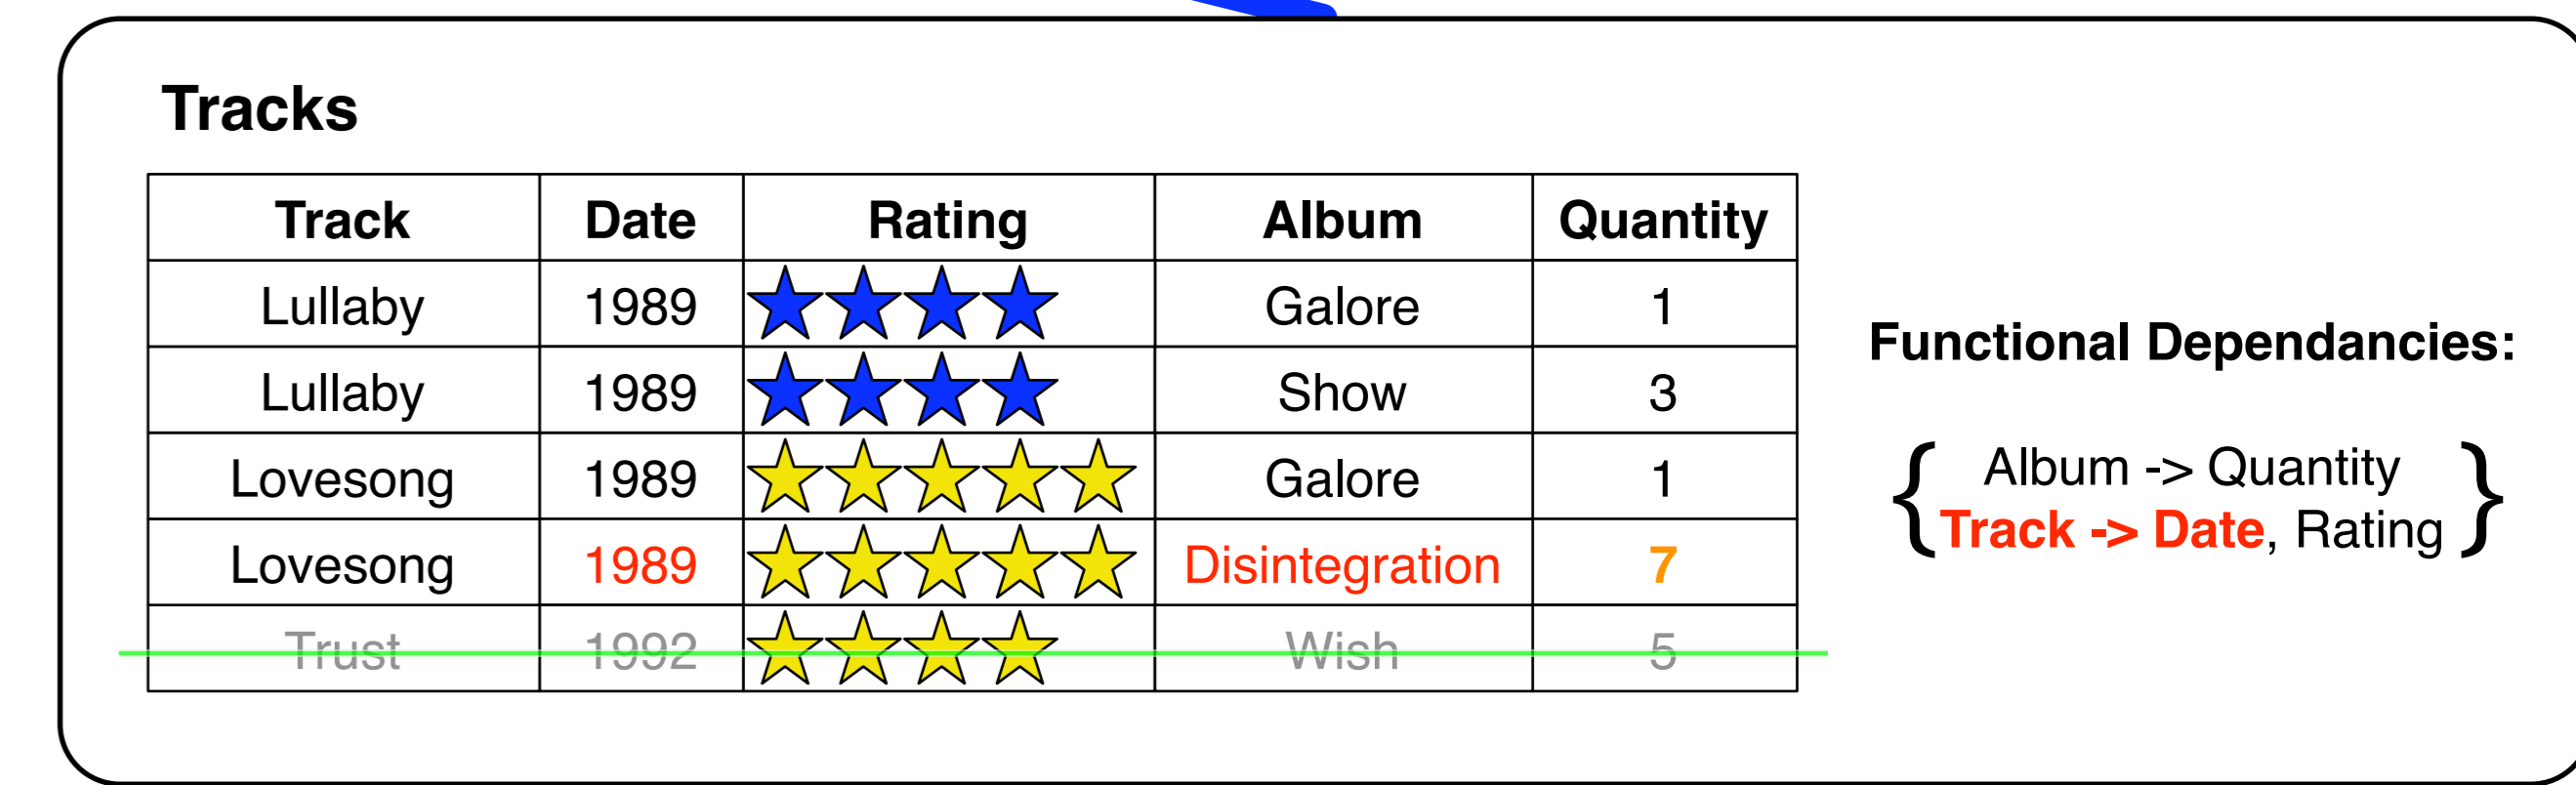 Tracks
Track Date Rating Album Quantity
Lullaby 1989 Galore 1
Lullaby 1989 Show 3
Lovesong 1989 Galore 1
Lovesong 1989 Disintegration 7
Trust 1992 Wish 5
Functional Dependancies:
{ Album -> Quantity
Track -> Date, Rating }